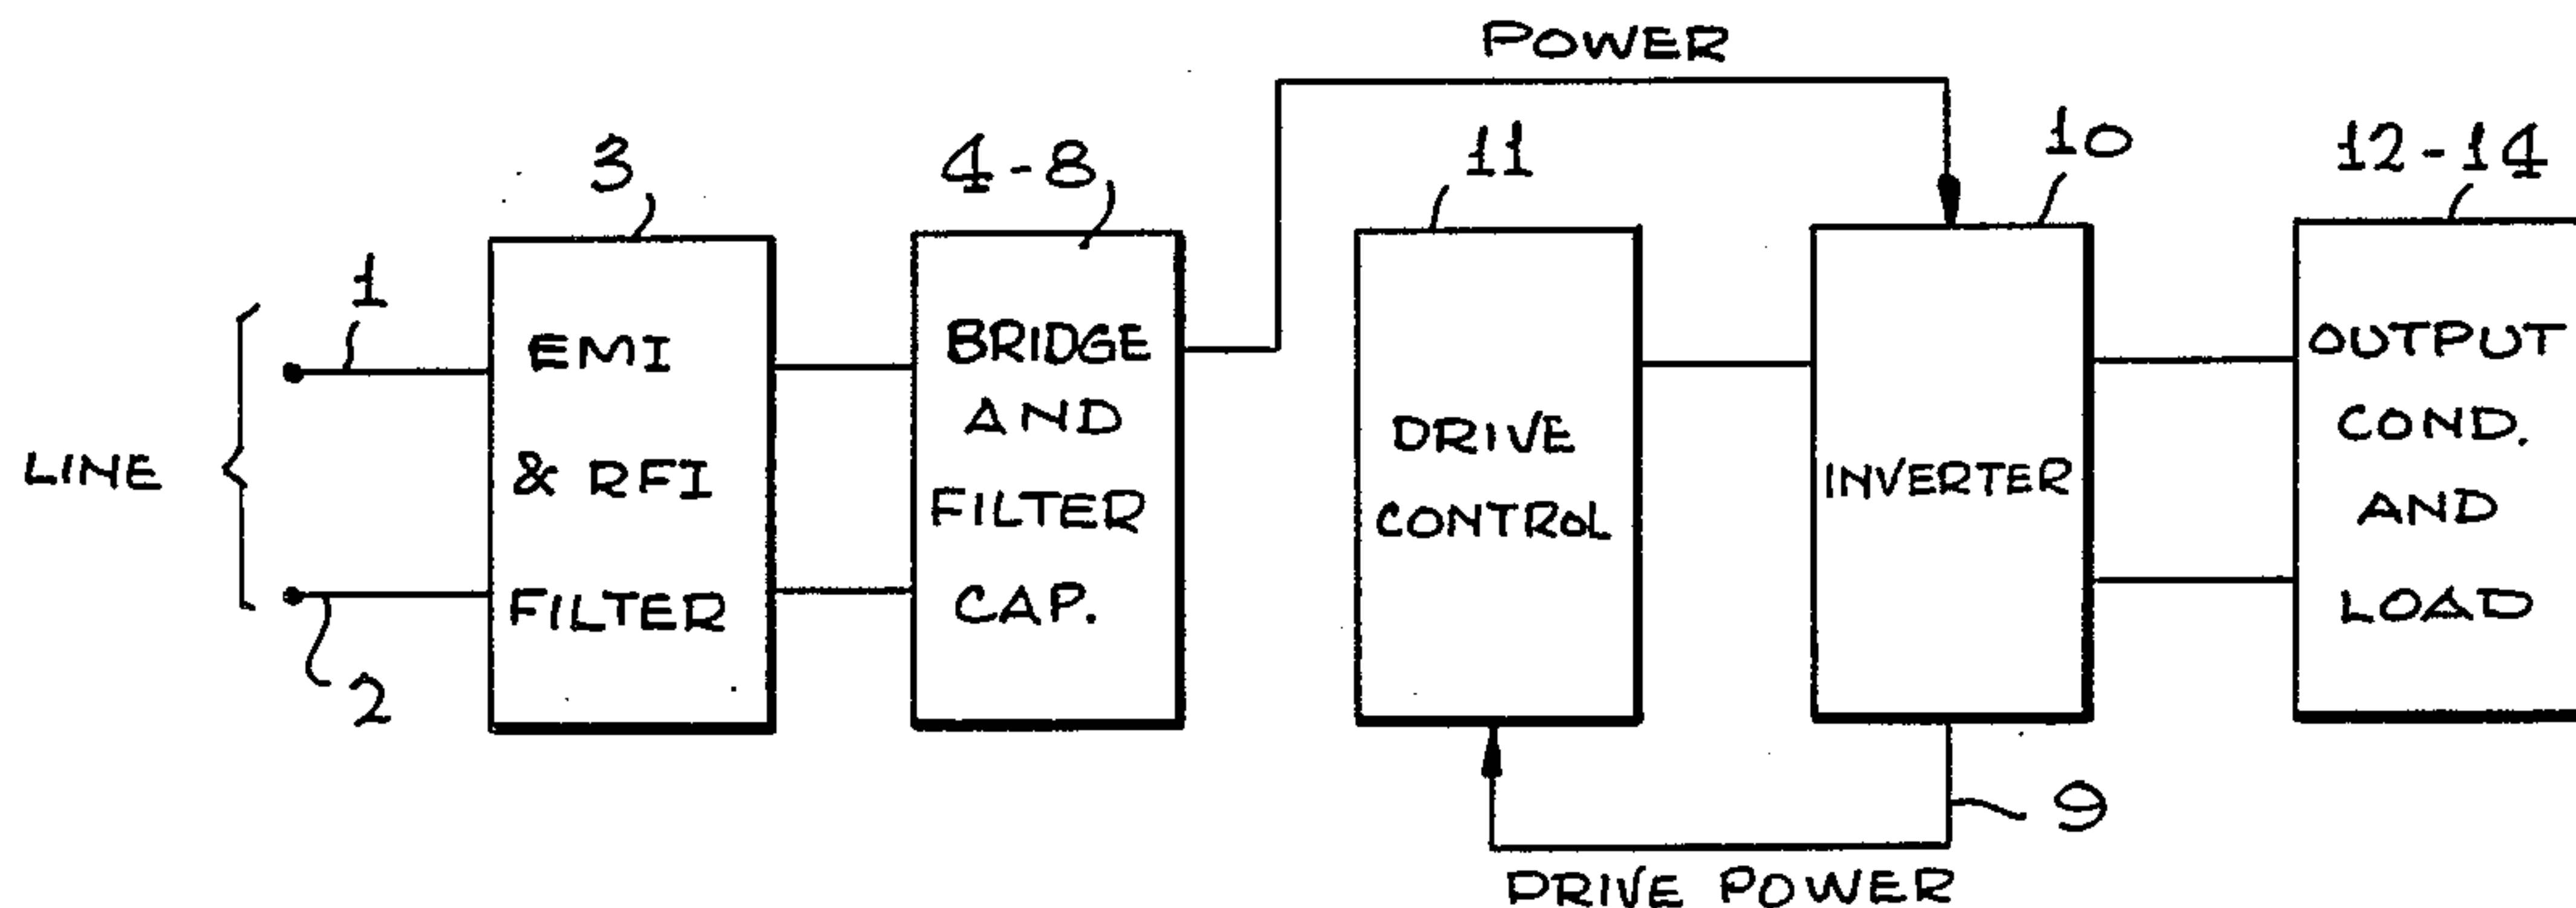 POWER
3
4-8
11
10
12-14
1
LINE
2
EMI
& RFI
FILTER
BRIDGE
AND
FILTER
CAP.
DRIVE
CONTROL
INVERTER
OUTPUT
COND.
AND
LOAD
9
DRIVE POWER